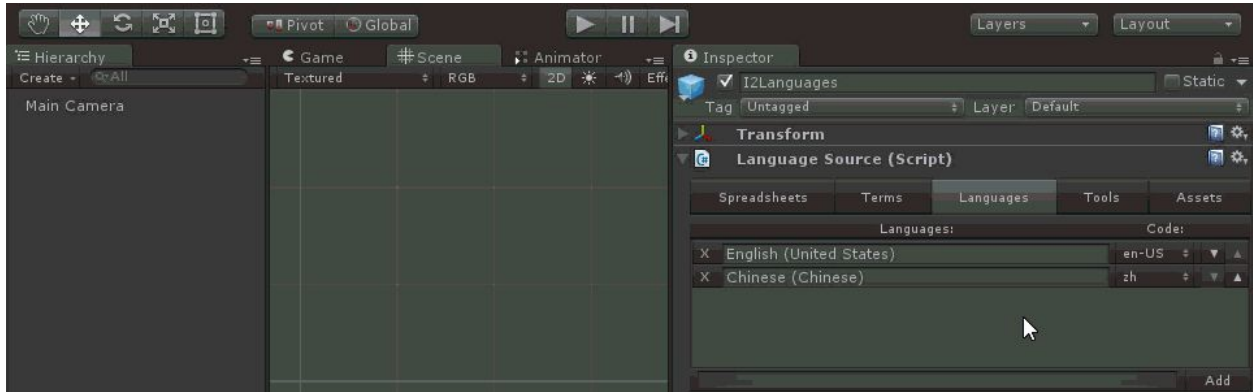 Pivot Global Layers Layout
Hierarchy
Create All
Main Camera
Game Scene Animator
Textured RGB 2D Effe
Inspector
I2Languages Static
Tag Untagged Layer Default
Transform
Language Source (Script)
Spreadsheets Terms Languages Tools Assets
Languages: Code:
X English (United States) en-US
X Chinese (Chinese) zh
Add